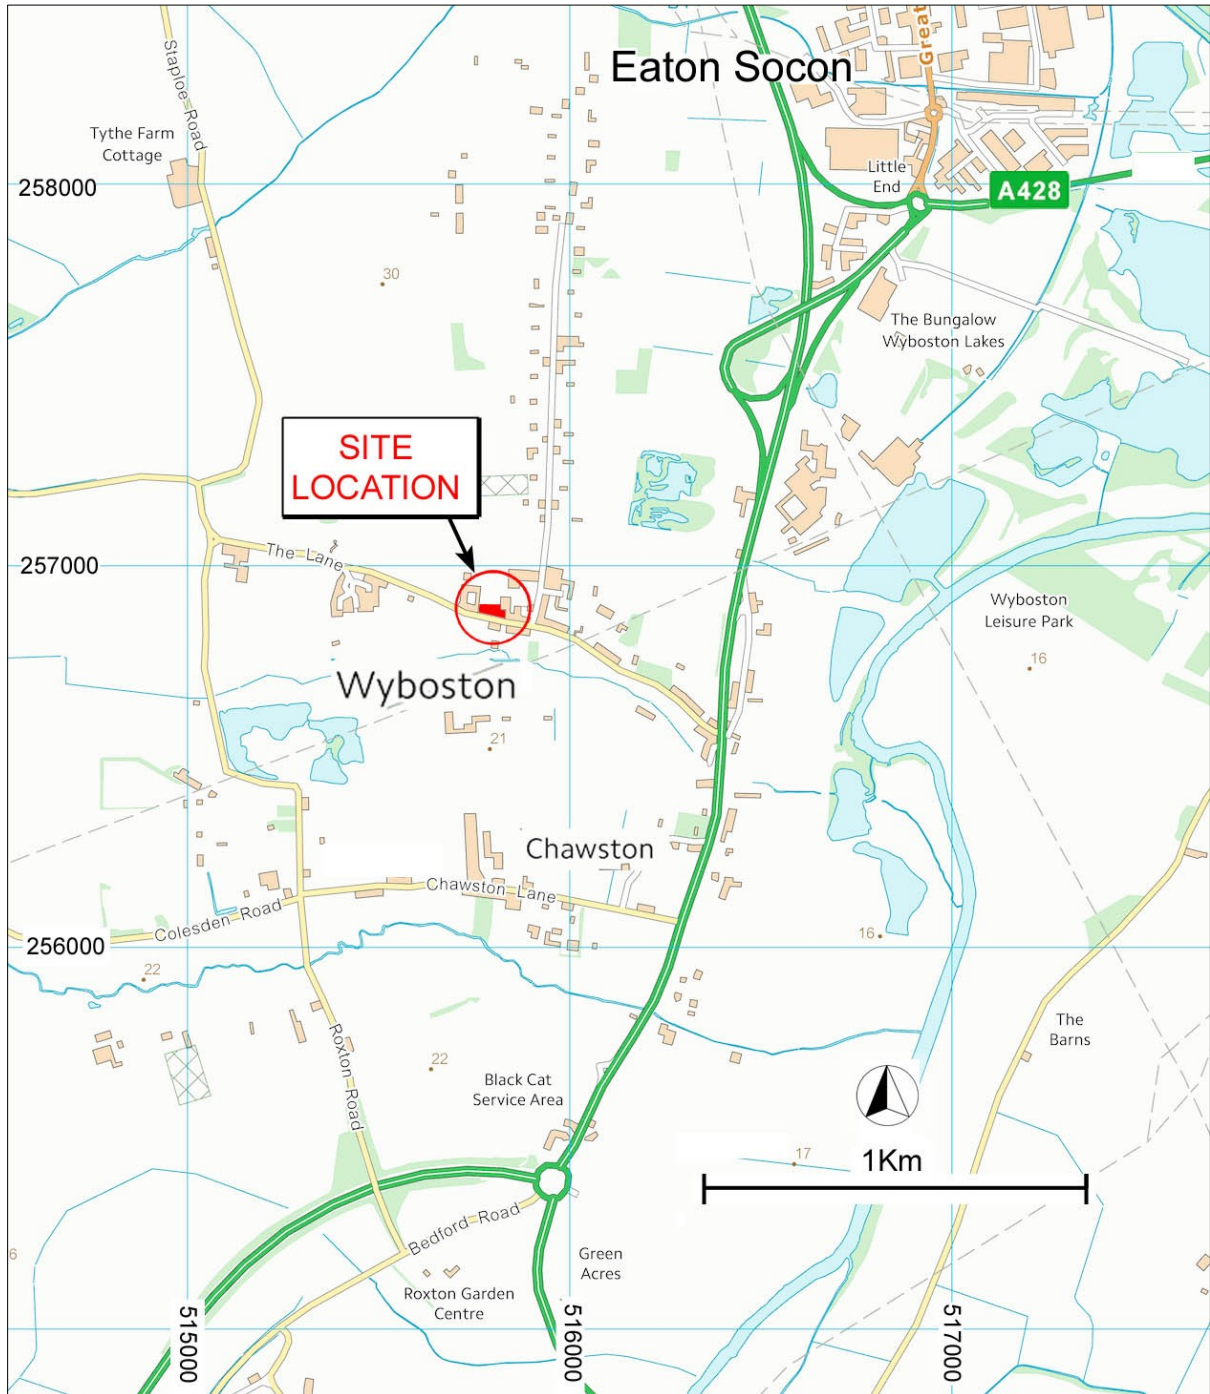 Eaton Socon
Great
Staploe Road
Tythe Farm
Cottage
258000
Little
End
A428
30
The Bungalow
Wyboston Lakes
SITE
LOCATION
257000
The Lane
Wyboston
Leisure Park
16
Wyboston
21
Chawston
Chawston Lane
Colesden Road
256000
16
22
Roxton Road
22
The
Barns
Black Cat
Service Area
17
1Km
Bedford Road
Green
Acres
6
Roxton Garden
Centre
515000
516000
517000